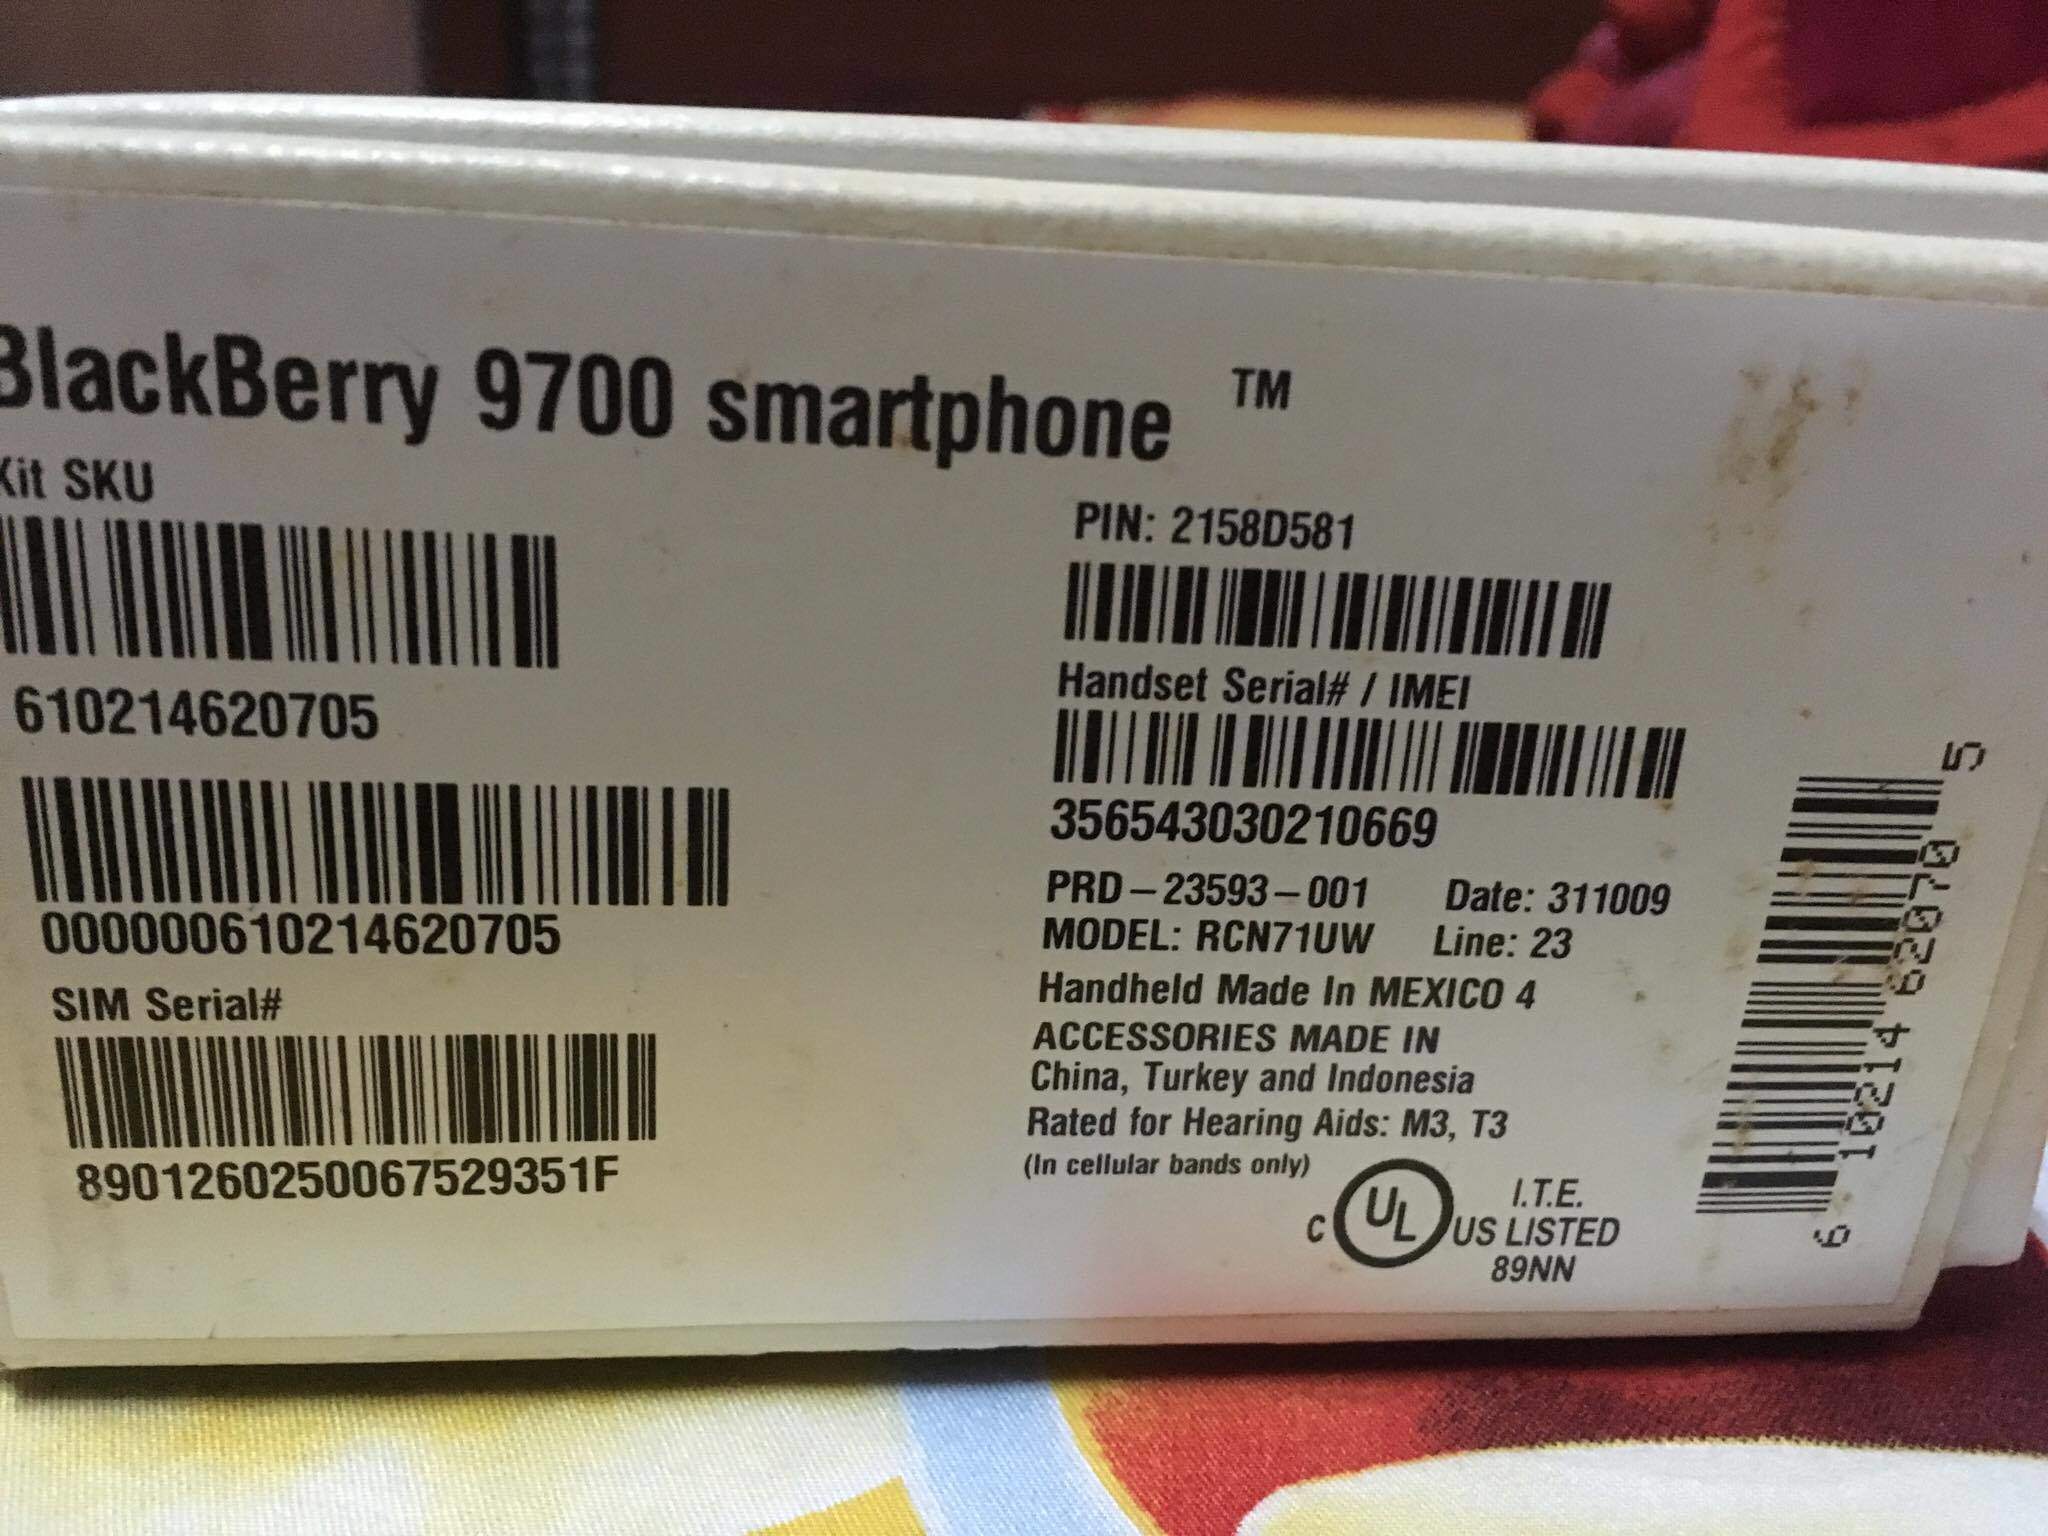 BlackBerry 9700 smartphone ™
Kit SKU
610214620705
000000610214620705
SIM Serial#
89012602500675293​51F
PIN: 2158D581
Handset Serial# / IMEI
356543030210669
PRD-23593-001 Date: 311009
MODEL: RCN71UW Line: 23
Handheld Made In MEXICO 4
ACCESSORIES MADE IN
China, Turkey and Indonesia
Rated for Hearing Aids: M3, T3
(In cellular bands only)
C UL US LISTED
I.T.E.
89NN
6 10214 62070 5